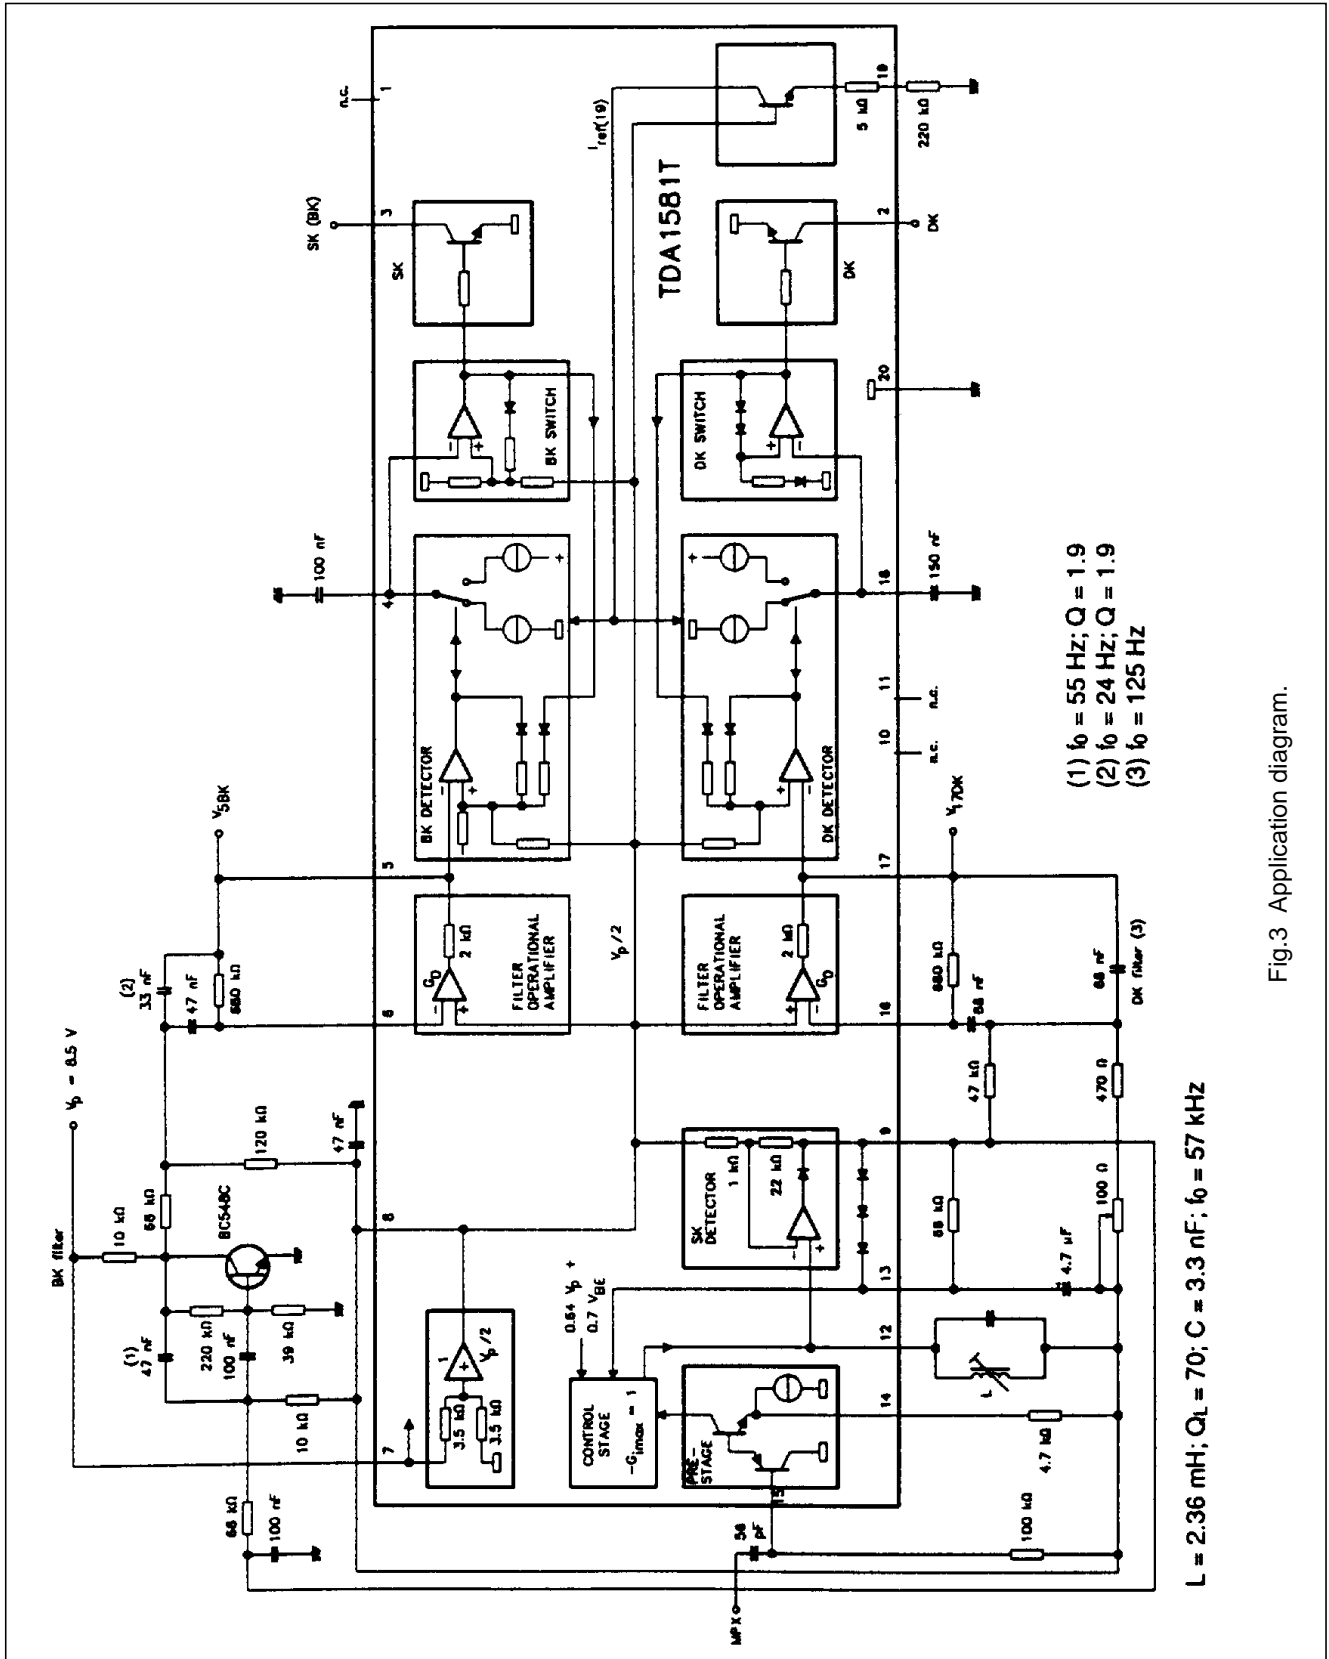 n.c.
1
SK (BK)
3
SK
TDA1581T
Iref(19)
19
5 kΩ
220 kΩ
2
DK
DK
BK SWITCH
-
+
DK SWITCH
+
-
20
100 nF
4
+
+
18
150 nF
BK DETECTOR
-
+
DK DETECTOR
+
-
11
n.c.
10
n.c.
V5BK
5
17
V17DK
(1) f0 = 55 Hz; Q = 1.9
(2) f0 = 24 Hz; Q = 1.9
(3) f0 = 125 Hz
(2)
33 nF
47 nF
6
GO
2 kΩ
-
+
FILTER
OPERATIONAL
AMPLIFIER
Vp/2
FILTER
OPERATIONAL
AMPLIFIER
2 kΩ
GO
+
-
16
68 nF
68 nF
DK filter (3)
Vp = 8.5 V
BK filter
10 kΩ
68 kΩ
120 kΩ
47 nF
BC548C
8
SK
DETECTOR
1 kΩ
22 kΩ
-
+
9
47 kΩ
470 Ω
100 Ω
4.7 µF
13
(1)
47 nF
220 kΩ
100 nF
39 kΩ
10 kΩ
7
1
+
Vp/2
3.5 kΩ
3.5 kΩ
0.64 Vp +
0.7 VBE
CONTROL
STAGE
-Gimax = 1
12
L
14
PRE-
STAGE
15
4.7 kΩ
68 kΩ
100 nF
56
pF
100 kΩ
MPX
L = 2.36 mH; QL = 70; C = 3.3 nF; f0 = 57 kHz
Fig.3 Application diagram.